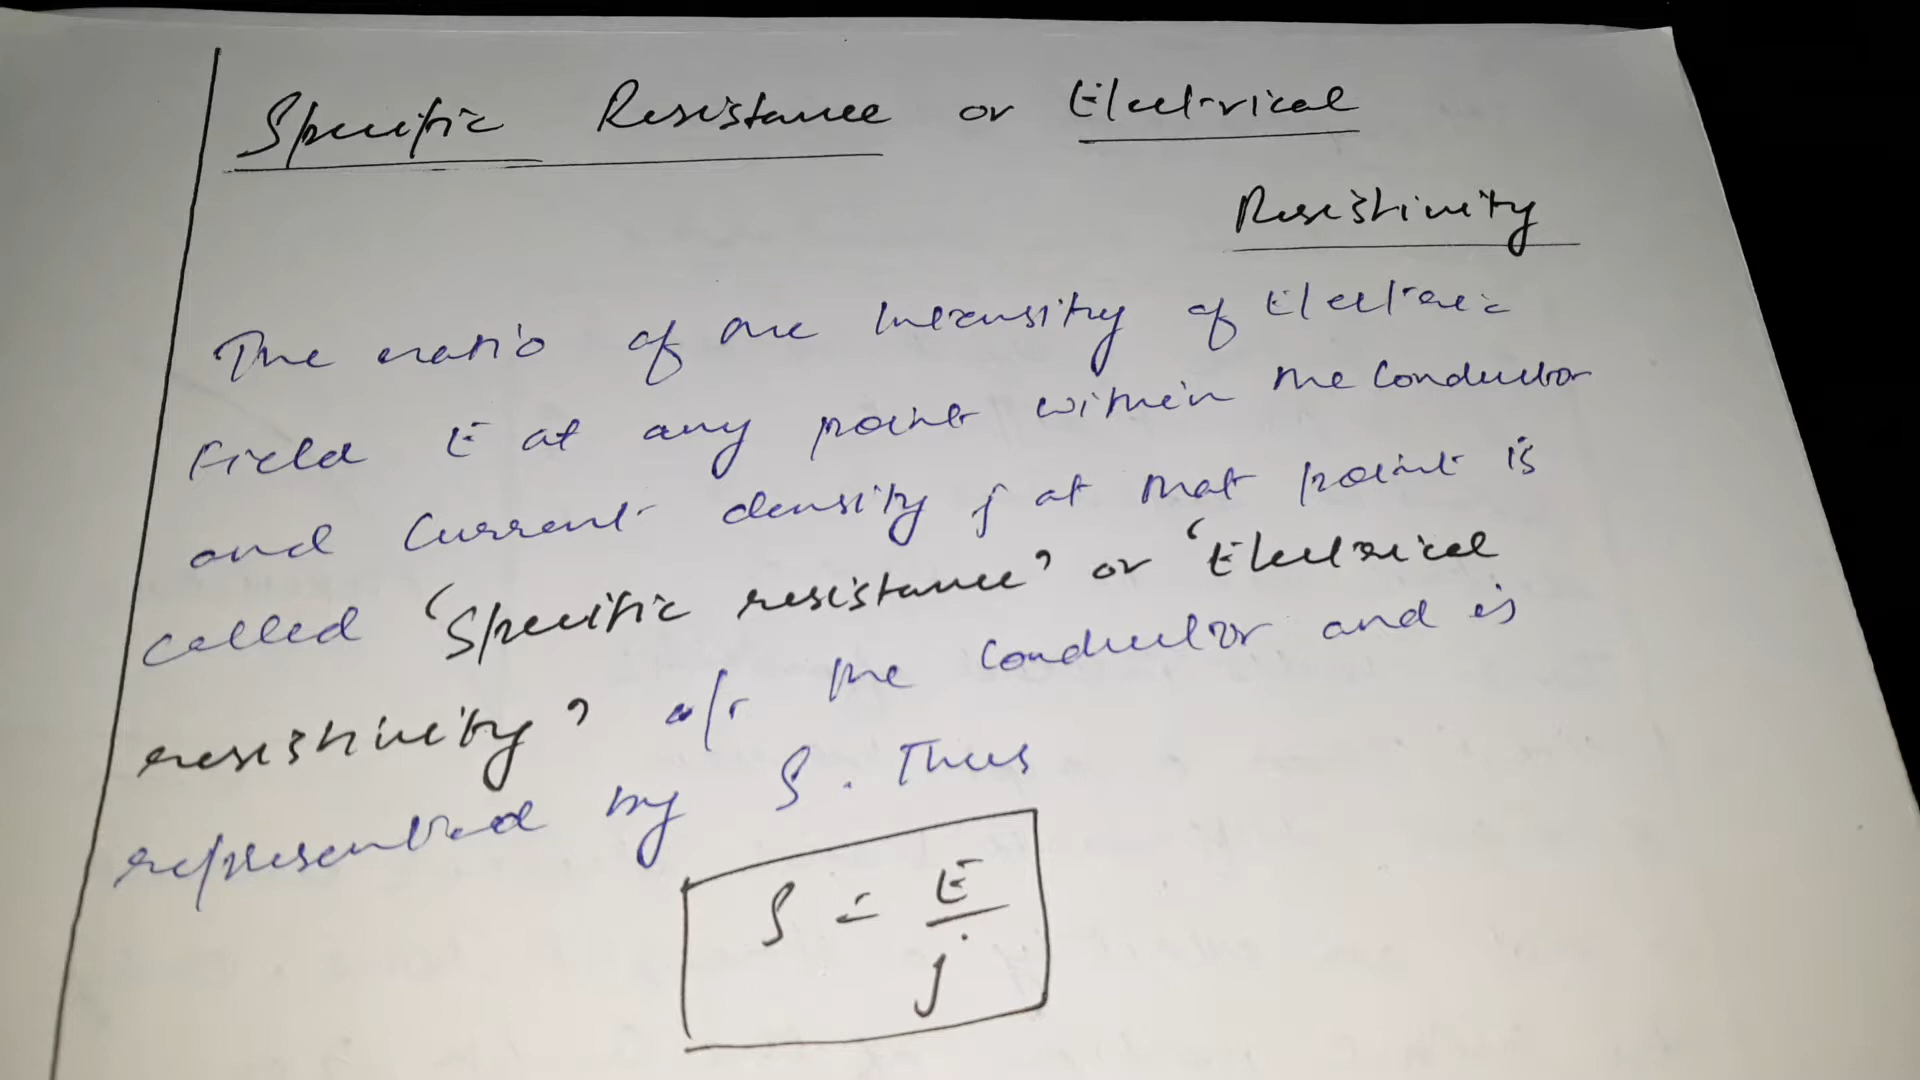 Specific Resistance or Electrical
Resistivity
The ratio of the Intensity of Electric
Field E at any point within the Conductor
and Current density j at that point is
called 'Specific resistance' or 'Electrical
resistivity' of the Conductor and is
represented by ρ. Thus
ρ = E / j